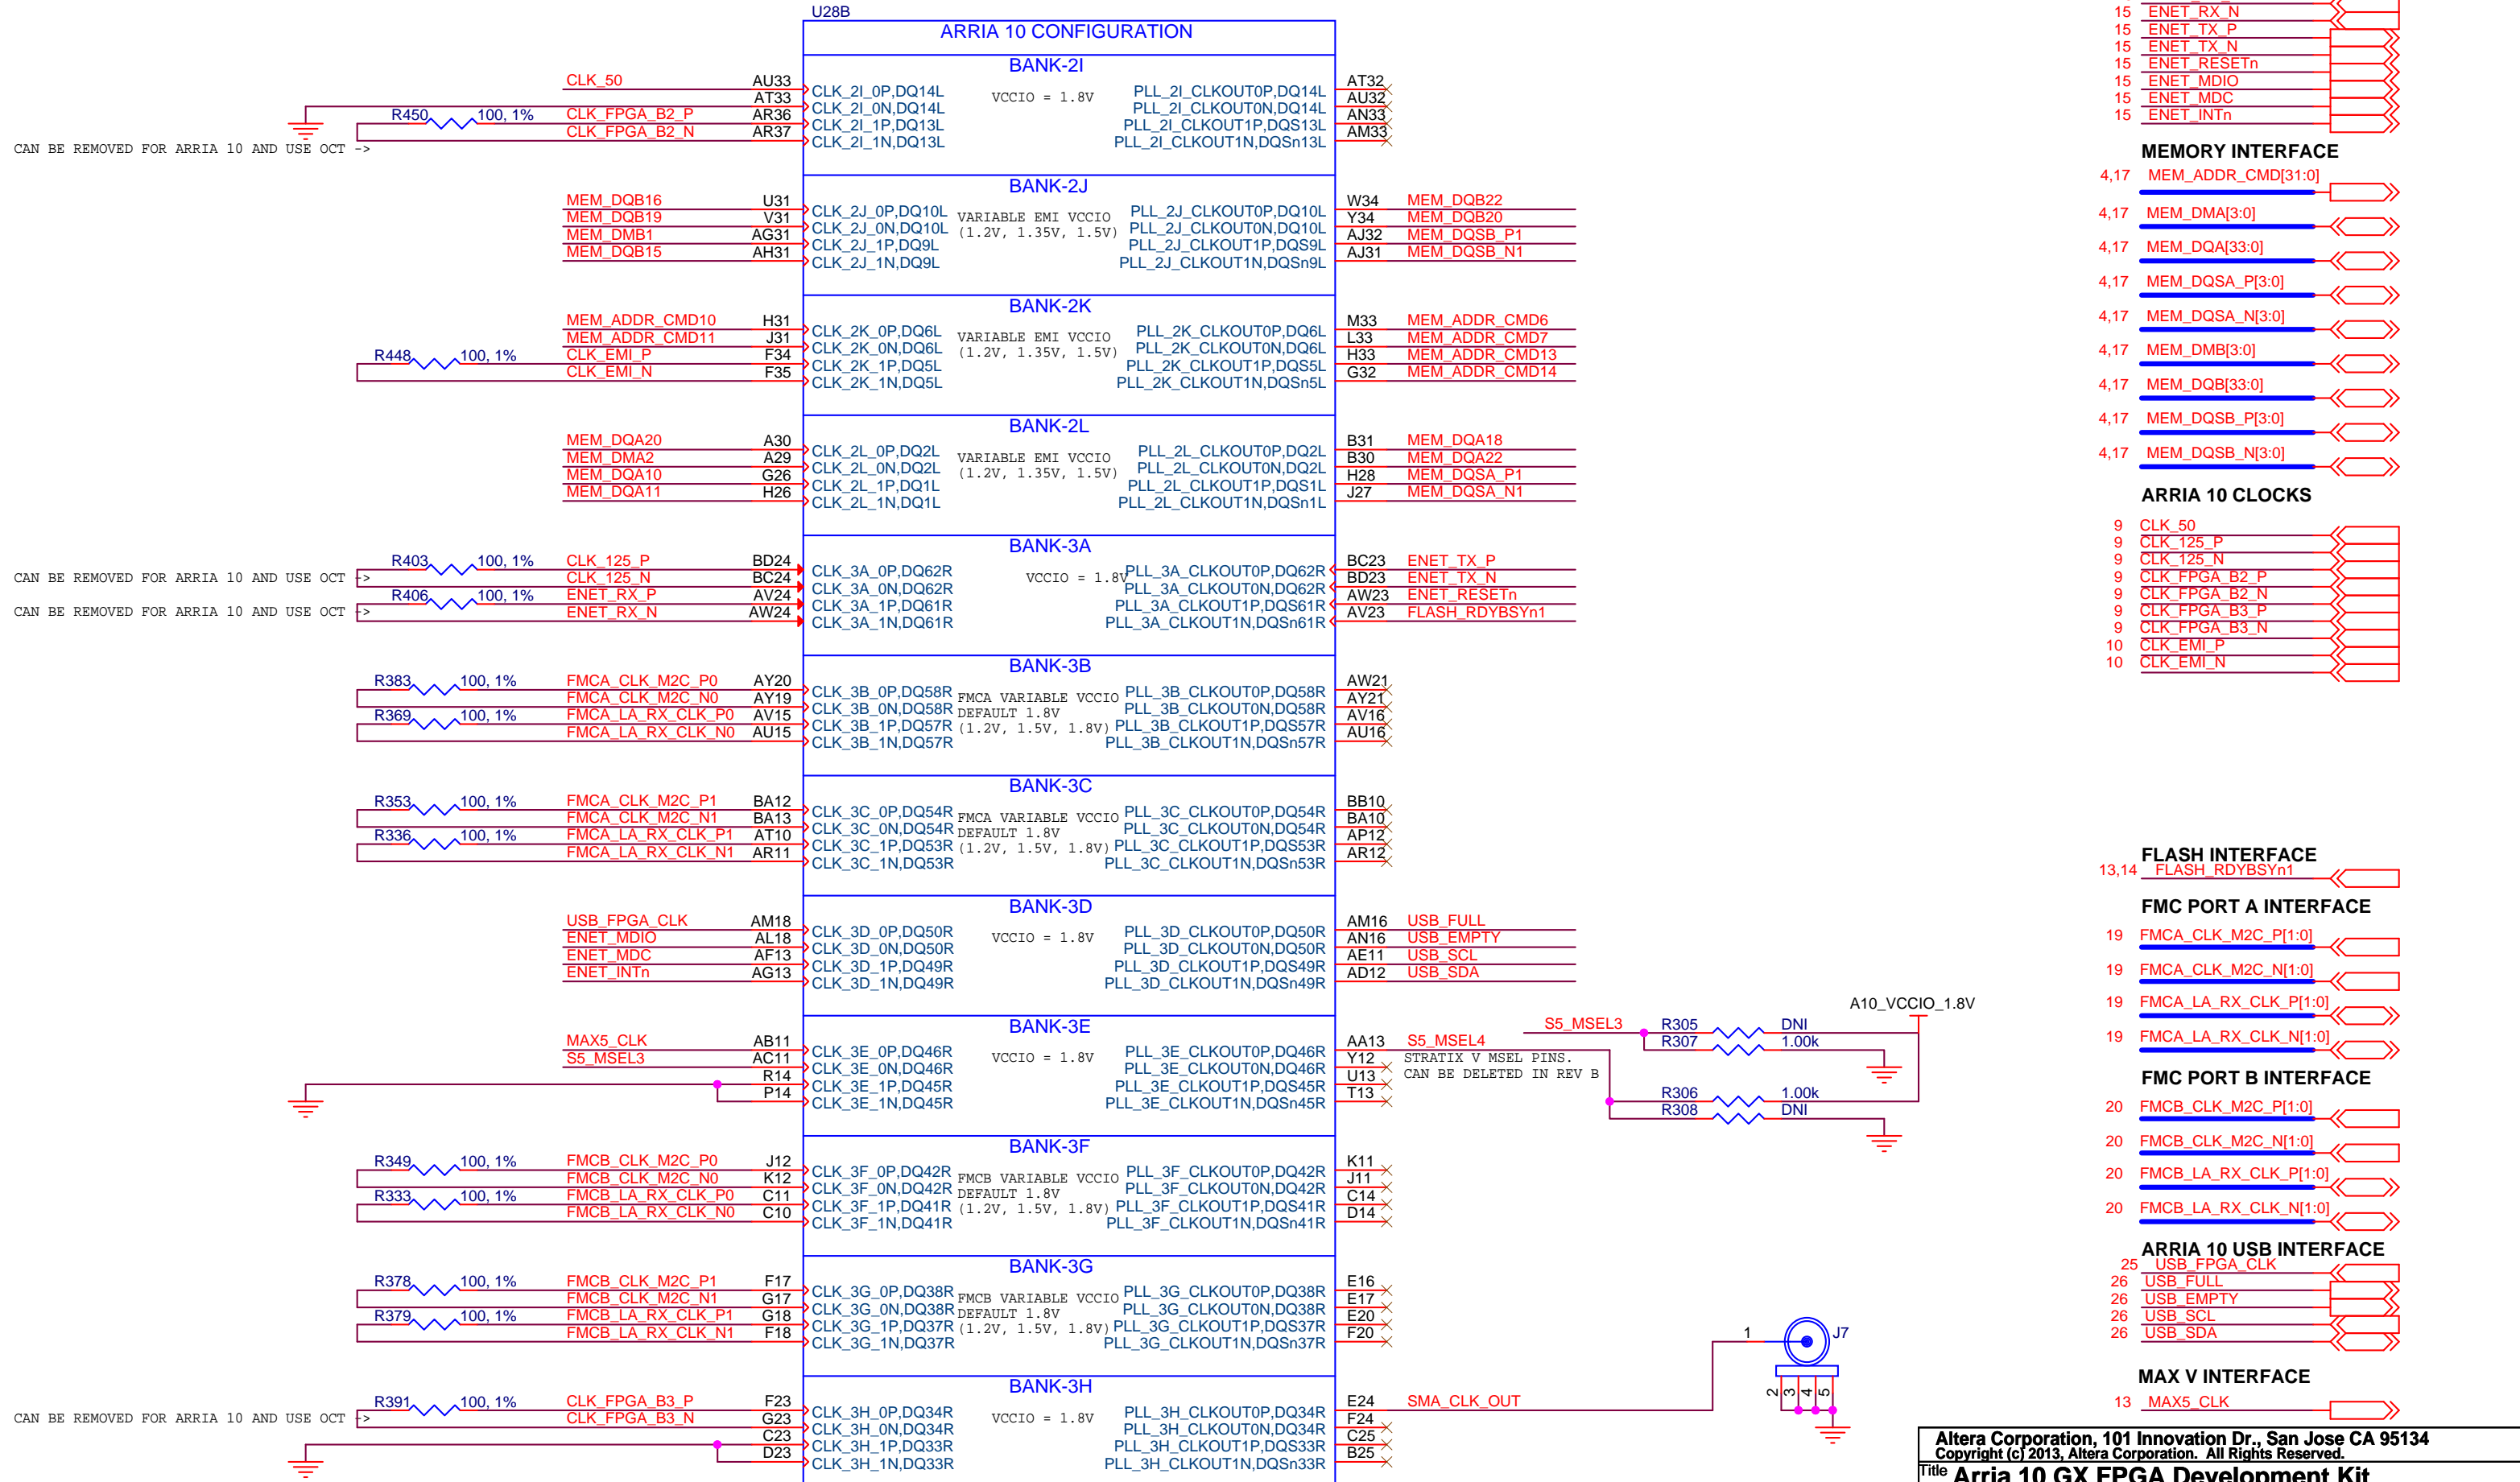 U28B
ARRIA 10 CONFIGURATION
BANK-2I
VCCIO = 1.8V
CLK_50 AU33 CLK_2I_0P,DQ14L PLL_2I_CLKOUT0P,DQ14L AT32
AT33 CLK_2I_0N,DQ14L PLL_2I_CLKOUT0N,DQ14L AU32
R450 100, 1% CLK_FPGA_B2_P AR36 CLK_2I_1P,DQ13L PLL_2I_CLKOUT1P,DQS13L AN33
CLK_FPGA_B2_N AR37 CLK_2I_1N,DQ13L PLL_2I_CLKOUT1N,DQSn13L AM33
CAN BE REMOVED FOR ARRIA 10 AND USE OCT ->
BANK-2J
VARIABLE EMI VCCIO
(1.2V, 1.35V, 1.5V)
MEM_DQB16 U31 CLK_2J_0P,DQ10L PLL_2J_CLKOUT0P,DQ10L W34 MEM_DQB22
MEM_DQB19 V31 CLK_2J_0N,DQ10L PLL_2J_CLKOUT0N,DQ10L Y34 MEM_DQB20
MEM_DMB1 AG31 CLK_2J_1P,DQ9L PLL_2J_CLKOUT1P,DQS9L AJ32 MEM_DQSB_P1
MEM_DQB15 AH31 CLK_2J_1N,DQ9L PLL_2J_CLKOUT1N,DQSn9L AJ31 MEM_DQSB_N1
BANK-2K
VARIABLE EMI VCCIO
(1.2V, 1.35V, 1.5V)
MEM_ADDR_CMD10 H31 CLK_2K_0P,DQ6L PLL_2K_CLKOUT0P,DQ6L M33 MEM_ADDR_CMD6
MEM_ADDR_CMD11 J31 CLK_2K_0N,DQ6L PLL_2K_CLKOUT0N,DQ6L L33 MEM_ADDR_CMD7
R448 100, 1% CLK_EMI_P F34 CLK_2K_1P,DQ5L PLL_2K_CLKOUT1P,DQS5L H33 MEM_ADDR_CMD13
CLK_EMI_N F35 CLK_2K_1N,DQ5L PLL_2K_CLKOUT1N,DQSn5L G32 MEM_ADDR_CMD14
BANK-2L
VARIABLE EMI VCCIO
(1.2V, 1.35V, 1.5V)
MEM_DQA20 A30 CLK_2L_0P,DQ2L PLL_2L_CLKOUT0P,DQ2L B31 MEM_DQA18
MEM_DMA2 A29 CLK_2L_0N,DQ2L PLL_2L_CLKOUT0N,DQ2L B30 MEM_DQA22
MEM_DQA10 G26 CLK_2L_1P,DQ1L PLL_2L_CLKOUT1P,DQS1L H28 MEM_DQSA_P1
MEM_DQA11 H26 CLK_2L_1N,DQ1L PLL_2L_CLKOUT1N,DQSn1L J27 MEM_DQSA_N1
BANK-3A
VCCIO = 1.8V
R403 100, 1% CLK_125_P BD24 CLK_3A_0P,DQ62R PLL_3A_CLKOUT0P,DQ62R BC23 ENET_TX_P
CAN BE REMOVED FOR ARRIA 10 AND USE OCT -> CLK_125_N BC24 CLK_3A_0N,DQ62R PLL_3A_CLKOUT0N,DQ62R BD23 ENET_TX_N
R406 100, 1% ENET_RX_P AV24 CLK_3A_1P,DQ61R PLL_3A_CLKOUT1P,DQS61R AW23 ENET_RESETn
CAN BE REMOVED FOR ARRIA 10 AND USE OCT -> ENET_RX_N AW24 CLK_3A_1N,DQ61R PLL_3A_CLKOUT1N,DQSn61R AV23 FLASH_RDYBSYn1
BANK-3B
FMCA VARIABLE VCCIO
DEFAULT 1.8V
(1.2V, 1.5V, 1.8V)
R383 100, 1% FMCA_CLK_M2C_P0 AY20 CLK_3B_0P,DQ58R PLL_3B_CLKOUT0P,DQ58R AW21
FMCA_CLK_M2C_N0 AY19 CLK_3B_0N,DQ58R PLL_3B_CLKOUT0N,DQ58R AY21
R369 100, 1% FMCA_LA_RX_CLK_P0 AV15 CLK_3B_1P,DQ57R PLL_3B_CLKOUT1P,DQS57R AV16
FMCA_LA_RX_CLK_N0 AU15 CLK_3B_1N,DQ57R PLL_3B_CLKOUT1N,DQSn57R AU16
BANK-3C
FMCA VARIABLE VCCIO
DEFAULT 1.8V
(1.2V, 1.5V, 1.8V)
R353 100, 1% FMCA_CLK_M2C_P1 BA12 CLK_3C_0P,DQ54R PLL_3C_CLKOUT0P,DQ54R BB10
FMCA_CLK_M2C_N1 BA13 CLK_3C_0N,DQ54R PLL_3C_CLKOUT0N,DQ54R BA10
R336 100, 1% FMCA_LA_RX_CLK_P1 AT10 CLK_3C_1P,DQ53R PLL_3C_CLKOUT1P,DQS53R AP12
FMCA_LA_RX_CLK_N1 AR11 CLK_3C_1N,DQ53R PLL_3C_CLKOUT1N,DQSn53R AR12
BANK-3D
VCCIO = 1.8V
USB_FPGA_CLK AM18 CLK_3D_0P,DQ50R PLL_3D_CLKOUT0P,DQ50R AM16 USB_FULL
ENET_MDIO AL18 CLK_3D_0N,DQ50R PLL_3D_CLKOUT0N,DQ50R AN16 USB_EMPTY
ENET_MDC AF13 CLK_3D_1P,DQ49R PLL_3D_CLKOUT1P,DQS49R AE11 USB_SCL
ENET_INTn AG13 CLK_3D_1N,DQ49R PLL_3D_CLKOUT1N,DQSn49R AD12 USB_SDA
BANK-3E
VCCIO = 1.8V
MAX5_CLK AB11 CLK_3E_0P,DQ46R PLL_3E_CLKOUT0P,DQ46R AA13 S5_MSEL4
S5_MSEL3 AC11 CLK_3E_0N,DQ46R PLL_3E_CLKOUT0N,DQ46R Y12
R14 CLK_3E_1P,DQ45R PLL_3E_CLKOUT1P,DQS45R U13
P14 CLK_3E_1N,DQ45R PLL_3E_CLKOUT1N,DQSn45R T13
STRATIX V MSEL PINS.
CAN BE DELETED IN REV B
A10_VCCIO_1.8V
S5_MSEL3 R305 DNI
R307 1.00k
R306 1.00k
R308 DNI
BANK-3F
FMCB VARIABLE VCCIO
DEFAULT 1.8V
(1.2V, 1.5V, 1.8V)
R349 100, 1% FMCB_CLK_M2C_P0 J12 CLK_3F_0P,DQ42R PLL_3F_CLKOUT0P,DQ42R K11
FMCB_CLK_M2C_N0 K12 CLK_3F_0N,DQ42R PLL_3F_CLKOUT0N,DQ42R J11
R333 100, 1% FMCB_LA_RX_CLK_P0 C11 CLK_3F_1P,DQ41R PLL_3F_CLKOUT1P,DQS41R C14
FMCB_LA_RX_CLK_N0 C10 CLK_3F_1N,DQ41R PLL_3F_CLKOUT1N,DQSn41R D14
BANK-3G
FMCB VARIABLE VCCIO
DEFAULT 1.8V
(1.2V, 1.5V, 1.8V)
R378 100, 1% FMCB_CLK_M2C_P1 F17 CLK_3G_0P,DQ38R PLL_3G_CLKOUT0P,DQ38R E16
FMCB_CLK_M2C_N1 G17 CLK_3G_0N,DQ38R PLL_3G_CLKOUT0N,DQ38R E17
R379 100, 1% FMCB_LA_RX_CLK_P1 G18 CLK_3G_1P,DQ37R PLL_3G_CLKOUT1P,DQS37R E20
FMCB_LA_RX_CLK_N1 F18 CLK_3G_1N,DQ37R PLL_3G_CLKOUT1N,DQSn37R F20
BANK-3H
VCCIO = 1.8V
R391 100, 1% CLK_FPGA_B3_P F23 CLK_3H_0P,DQ34R PLL_3H_CLKOUT0P,DQ34R E24 SMA_CLK_OUT
CAN BE REMOVED FOR ARRIA 10 AND USE OCT -> CLK_FPGA_B3_N G23 CLK_3H_0N,DQ34R PLL_3H_CLKOUT0N,DQ34R F24
C23 CLK_3H_1P,DQ33R PLL_3H_CLKOUT1P,DQS33R C25
D23 CLK_3H_1N,DQ33R PLL_3H_CLKOUT1N,DQSn33R B25
1 J7
2 3 4 5
15 ENET_RX_N
15 ENET_TX_P
15 ENET_TX_N
15 ENET_RESETn
15 ENET_MDIO
15 ENET_MDC
15 ENET_INTn
MEMORY INTERFACE
4,17 MEM_ADDR_CMD[31:0]
4,17 MEM_DMA[3:0]
4,17 MEM_DQA[33:0]
4,17 MEM_DQSA_P[3:0]
4,17 MEM_DQSA_N[3:0]
4,17 MEM_DMB[3:0]
4,17 MEM_DQB[33:0]
4,17 MEM_DQSB_P[3:0]
4,17 MEM_DQSB_N[3:0]
ARRIA 10 CLOCKS
9 CLK_50
9 CLK_125_P
9 CLK_125_N
9 CLK_FPGA_B2_P
9 CLK_FPGA_B2_N
9 CLK_FPGA_B3_P
9 CLK_FPGA_B3_N
10 CLK_EMI_P
10 CLK_EMI_N
FLASH INTERFACE
13,14 FLASH_RDYBSYn1
FMC PORT A INTERFACE
19 FMCA_CLK_M2C_P[1:0]
19 FMCA_CLK_M2C_N[1:0]
19 FMCA_LA_RX_CLK_P[1:0]
19 FMCA_LA_RX_CLK_N[1:0]
FMC PORT B INTERFACE
20 FMCB_CLK_M2C_P[1:0]
20 FMCB_CLK_M2C_N[1:0]
20 FMCB_LA_RX_CLK_P[1:0]
20 FMCB_LA_RX_CLK_N[1:0]
ARRIA 10 USB INTERFACE
25 USB_FPGA_CLK
26 USB_FULL
26 USB_EMPTY
26 USB_SCL
26 USB_SDA
MAX V INTERFACE
13 MAX5_CLK
Altera Corporation, 101 Innovation Dr., San Jose CA 95134
Copyright (c) 2013, Altera Corporation. All Rights Reserved.
Title Arria 10 GX FPGA Development Kit